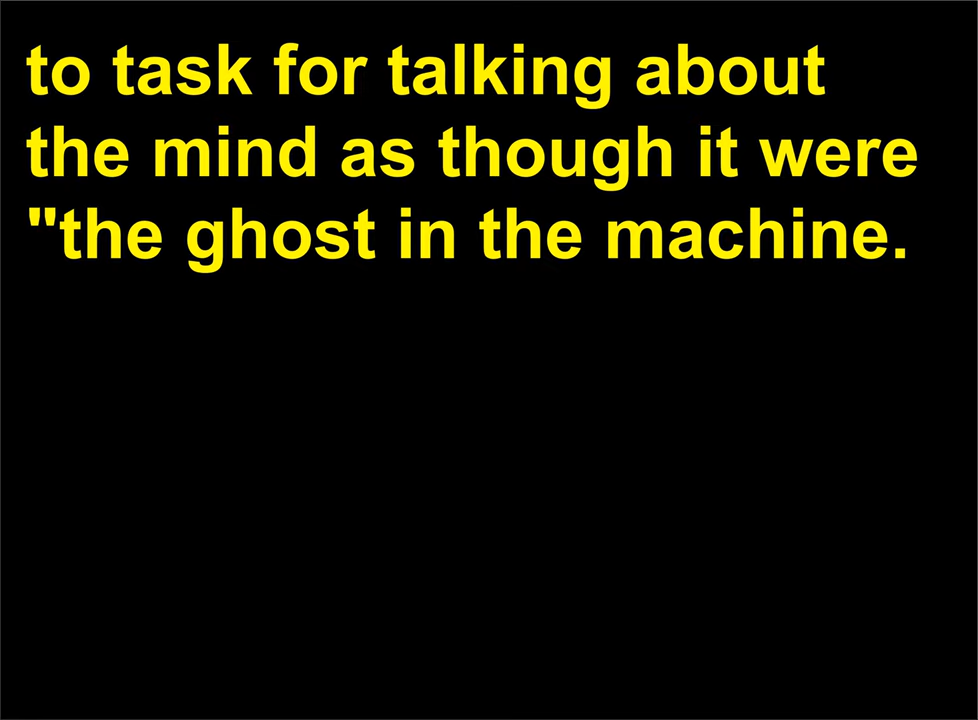 to task for talking about
the mind as though it were
"the ghost in the machine.